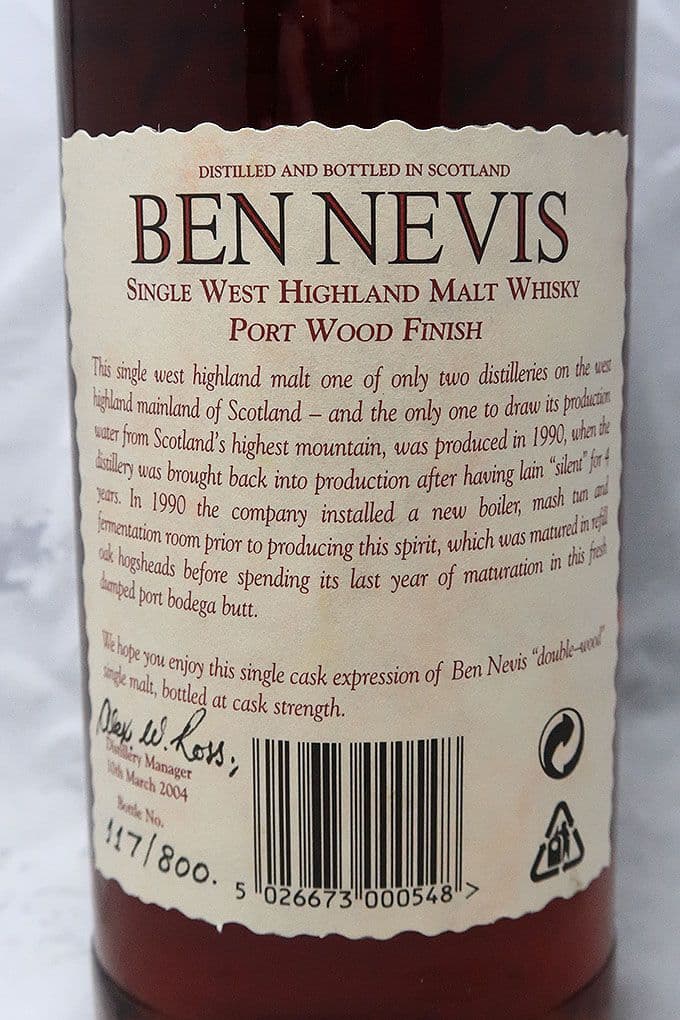 DISTILLED AND BOTTLED IN SCOTLAND
BEN NEVIS
SINGLE WEST HIGHLAND MALT WHISKY
PORT WOOD FINISH
This single west highland malt one of only two distilleries on the west
highland mainland of Scotland – and the only one to draw its production
water from Scotland's highest mountain, was produced in 1990, when the
distillery was brought back into production after having lain "silent" for 4
years. In 1990 the company installed a new boiler, mash tun and
fermentation room prior to producing this spirit, which was matured in refill
oak hogsheads before spending its last year of maturation in this fresh
dumped port bodega butt.
We hope you enjoy this single cask expression of Ben Nevis "double-wood"
single malt, bottled at cask strength.
Alex W. Ross;
Distillery Manager
10th March 2004
Bottle No.
117/800.
5 026673 000548 >